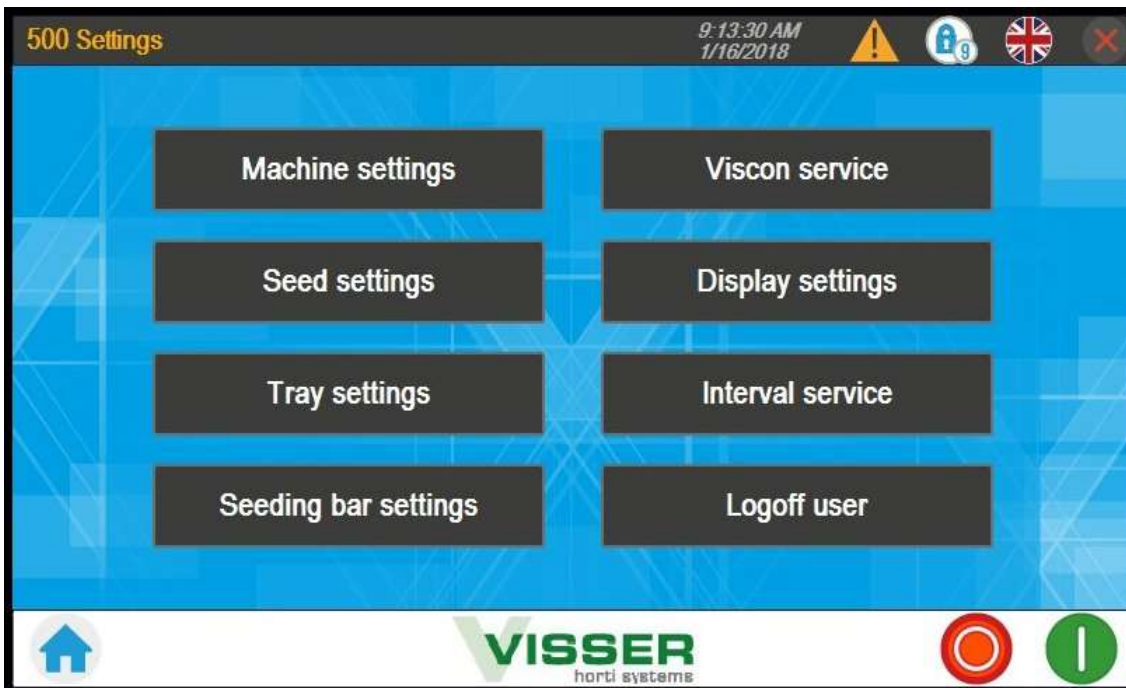 500 Settings
9:13:30 AM
1/16/2018
9
Machine settings
Viscon service
Seed settings
Display settings
Tray settings
Interval service
Seeding bar settings
Logoff user
VISSER
horti systems